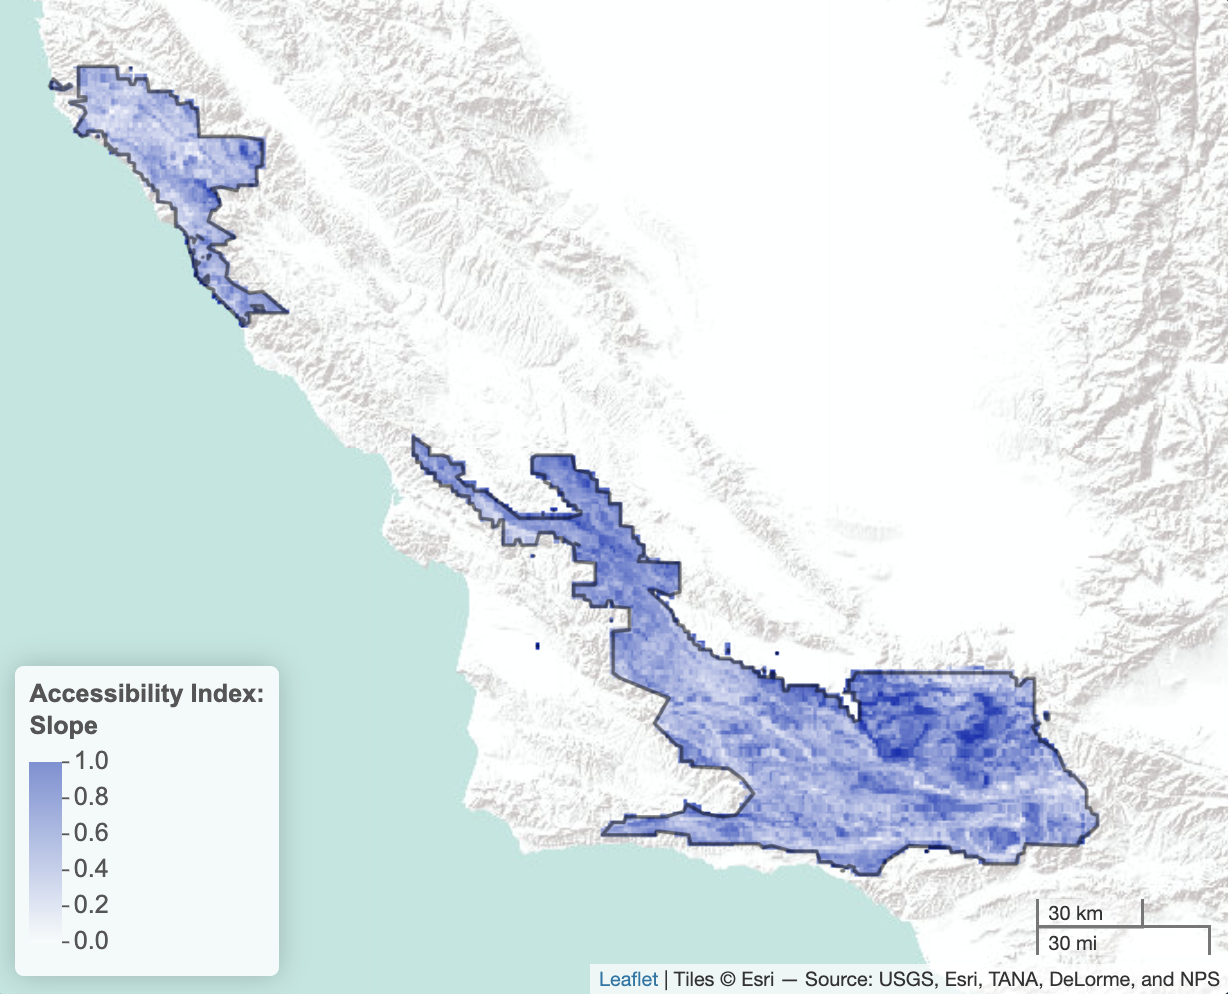 Accessibility Index:
Slope
1.0
0.8
0.6
0.4
0.2
0.0
30 km
30 mi
Leaflet | Tiles © Esri — Source: USGS, Esri, TANA, DeLorme, and NPS